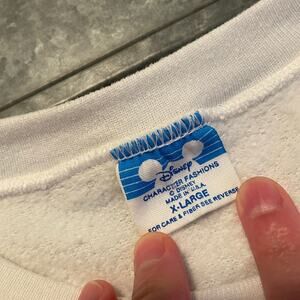 Disney
CHARACTER FASHIONS
© DISNEY
MADE IN U.S.A.
X-LARGE
FOR CARE & FIBER SEE REVERSE